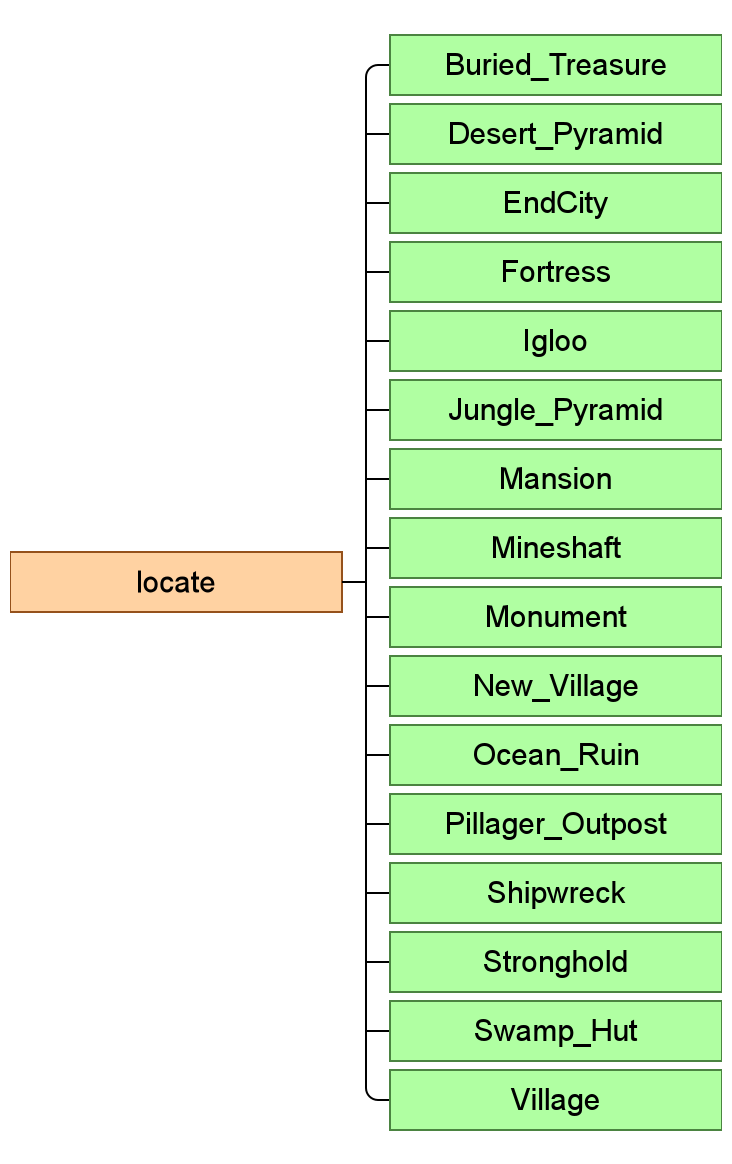 Buried_Treasure
Desert_Pyramid
EndCity
Fortress
Igloo
Jungle_Pyramid
Mansion
Mineshaft
locate
Monument
New_Village
Ocean_Ruin
Pillager_Outpost
Shipwreck
Stronghold
Swamp_Hut
Village